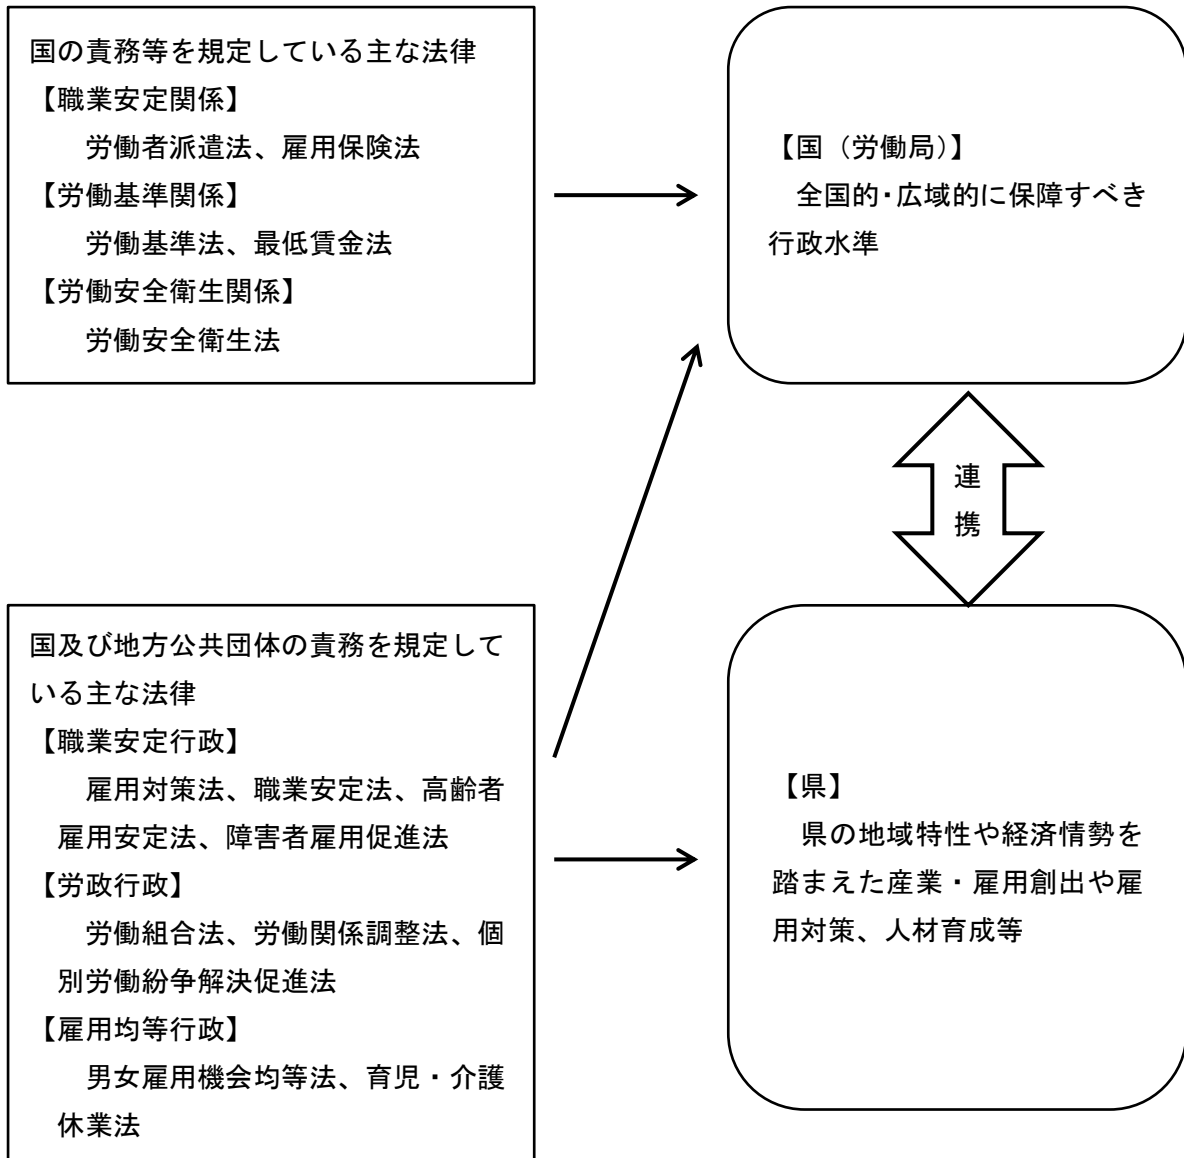 国の責務等を規定している主な法律
【職業安定関係】
労働者派遣法、雇用保険法
【労働基準関係】
労働基準法、最低賃金法
【労働安全衛生関係】
労働安全衛生法
【国（労働局）】
全国的・広域的に保障すべき
行政水準
連
携
国及び地方公共団体の責務を規定して
いる主な法律
【職業安定行政】
雇用対策法、職業安定法、高齢者
雇用安定法、障害者雇用促進法
【労政行政】
労働組合法、労働関係調整法、個
別労働紛争解決促進法
【雇用均等行政】
男女雇用機会均等法、育児・介護
休業法
【県】
県の地域特性や経済情勢を
踏まえた産業・雇用創出や雇
用対策、人材育成等